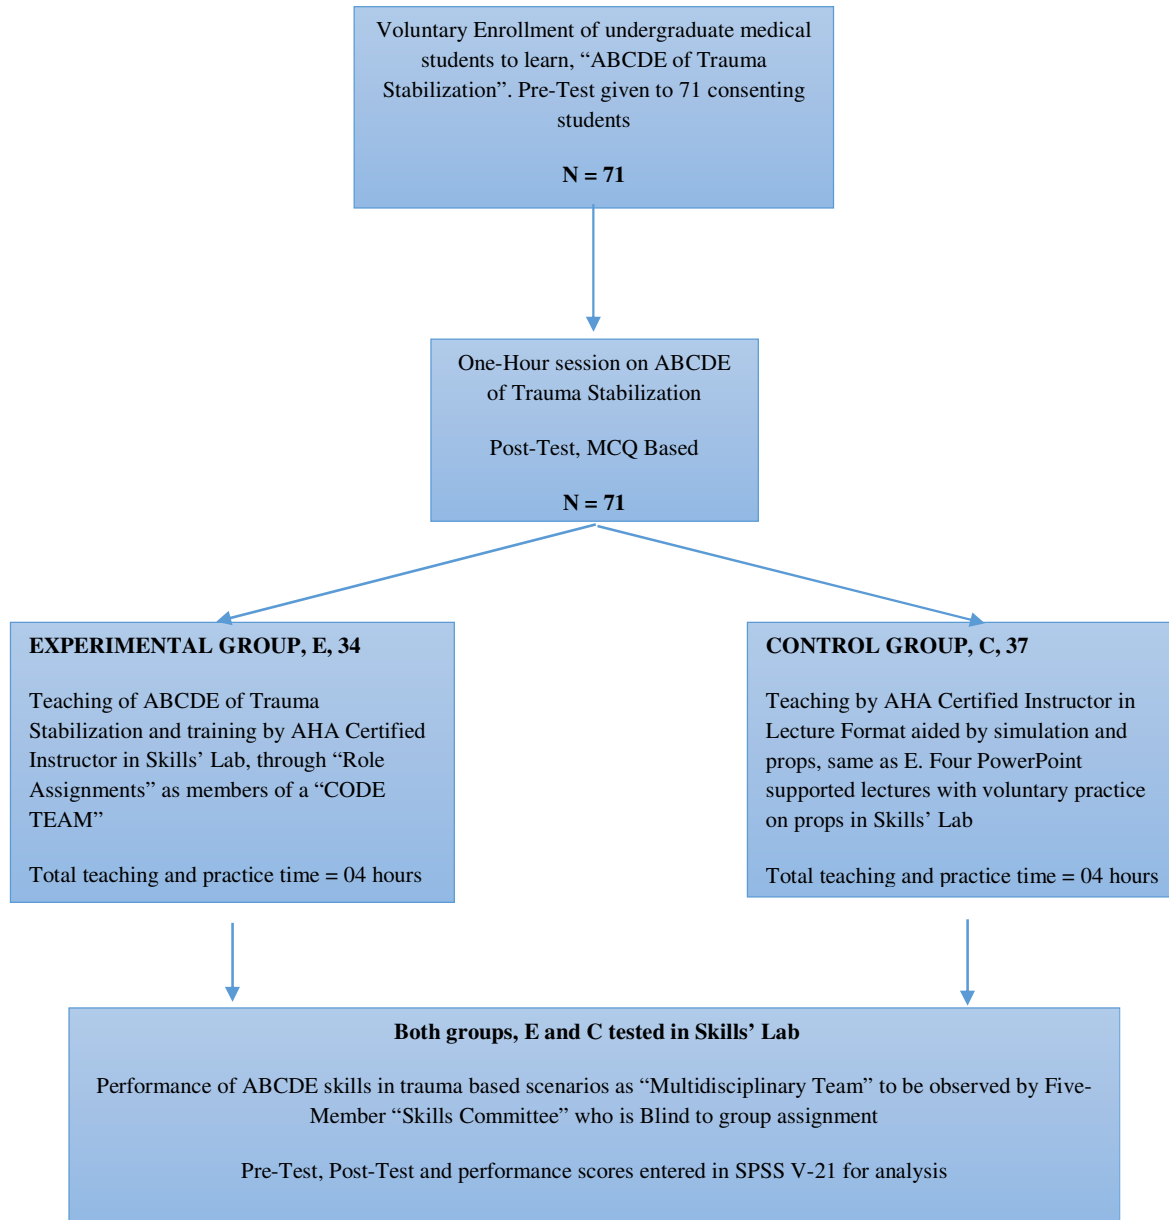 Voluntary Enrollment of undergraduate medical
students to learn, “ABCDE of Trauma
Stabilization”. Pre-Test given to 71 consenting
students
N = 71
One-Hour session on ABCDE
of Trauma Stabilization
Post-Test, MCQ Based
N = 71
EXPERIMENTAL GROUP, E, 34
Teaching of ABCDE of Trauma
Stabilization and training by AHA Certified
Instructor in Skills’ Lab, through “Role
Assignments” as members of a “CODE
TEAM”
Total teaching and practice time = 04 hours
CONTROL GROUP, C, 37
Teaching by AHA Certified Instructor in
Lecture Format aided by simulation and
props, same as E. Four PowerPoint
supported lectures with voluntary practice
on props in Skills’ Lab
Total teaching and practice time = 04 hours
Both groups, E and C tested in Skills’ Lab
Performance of ABCDE skills in trauma based scenarios as “Multidisciplinary Team” to be observed by Five-
Member “Skills Committee” who is Blind to group assignment
Pre-Test, Post-Test and performance scores entered in SPSS V-21 for analysis